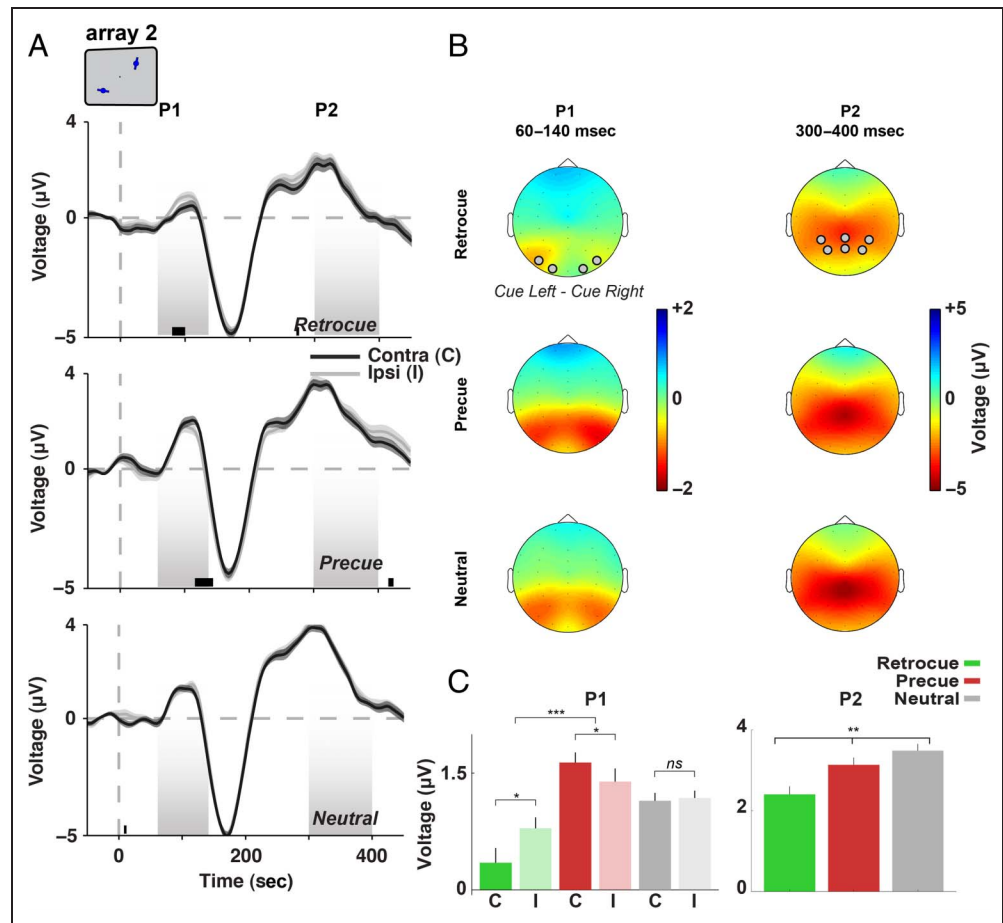 A
array 2
P1
P2
4
0
−5
Voltage (µV)
Retrocue
Contra (C)
Ipsi (I)
4
0
−5
Voltage (µV)
Precue
4
0
−5
Voltage (µV)
Neutral
0
200
400
Time (sec)
B
P1
60–140 msec
P2
300–400 msec
Retrocue
Cue Left - Cue Right
+2
0
−2
+5
0
−5
Voltage (µV)
Precue
Neutral
C
Retrocue
Precue
Neutral
P1
***
*
*
ns
1.5
0
Voltage (µV)
C I C I C I
P2
**
4
2
0